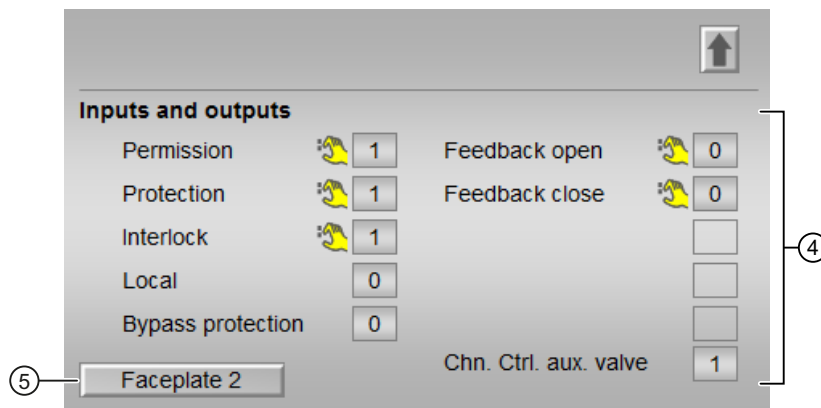 Inputs and outputs
Permission 1 Feedback open 0
Protection 1 Feedback close 0
Interlock 1
Local 0
Bypass protection 0
Chn. Ctrl. aux. valve 1
Faceplate 2
4
5